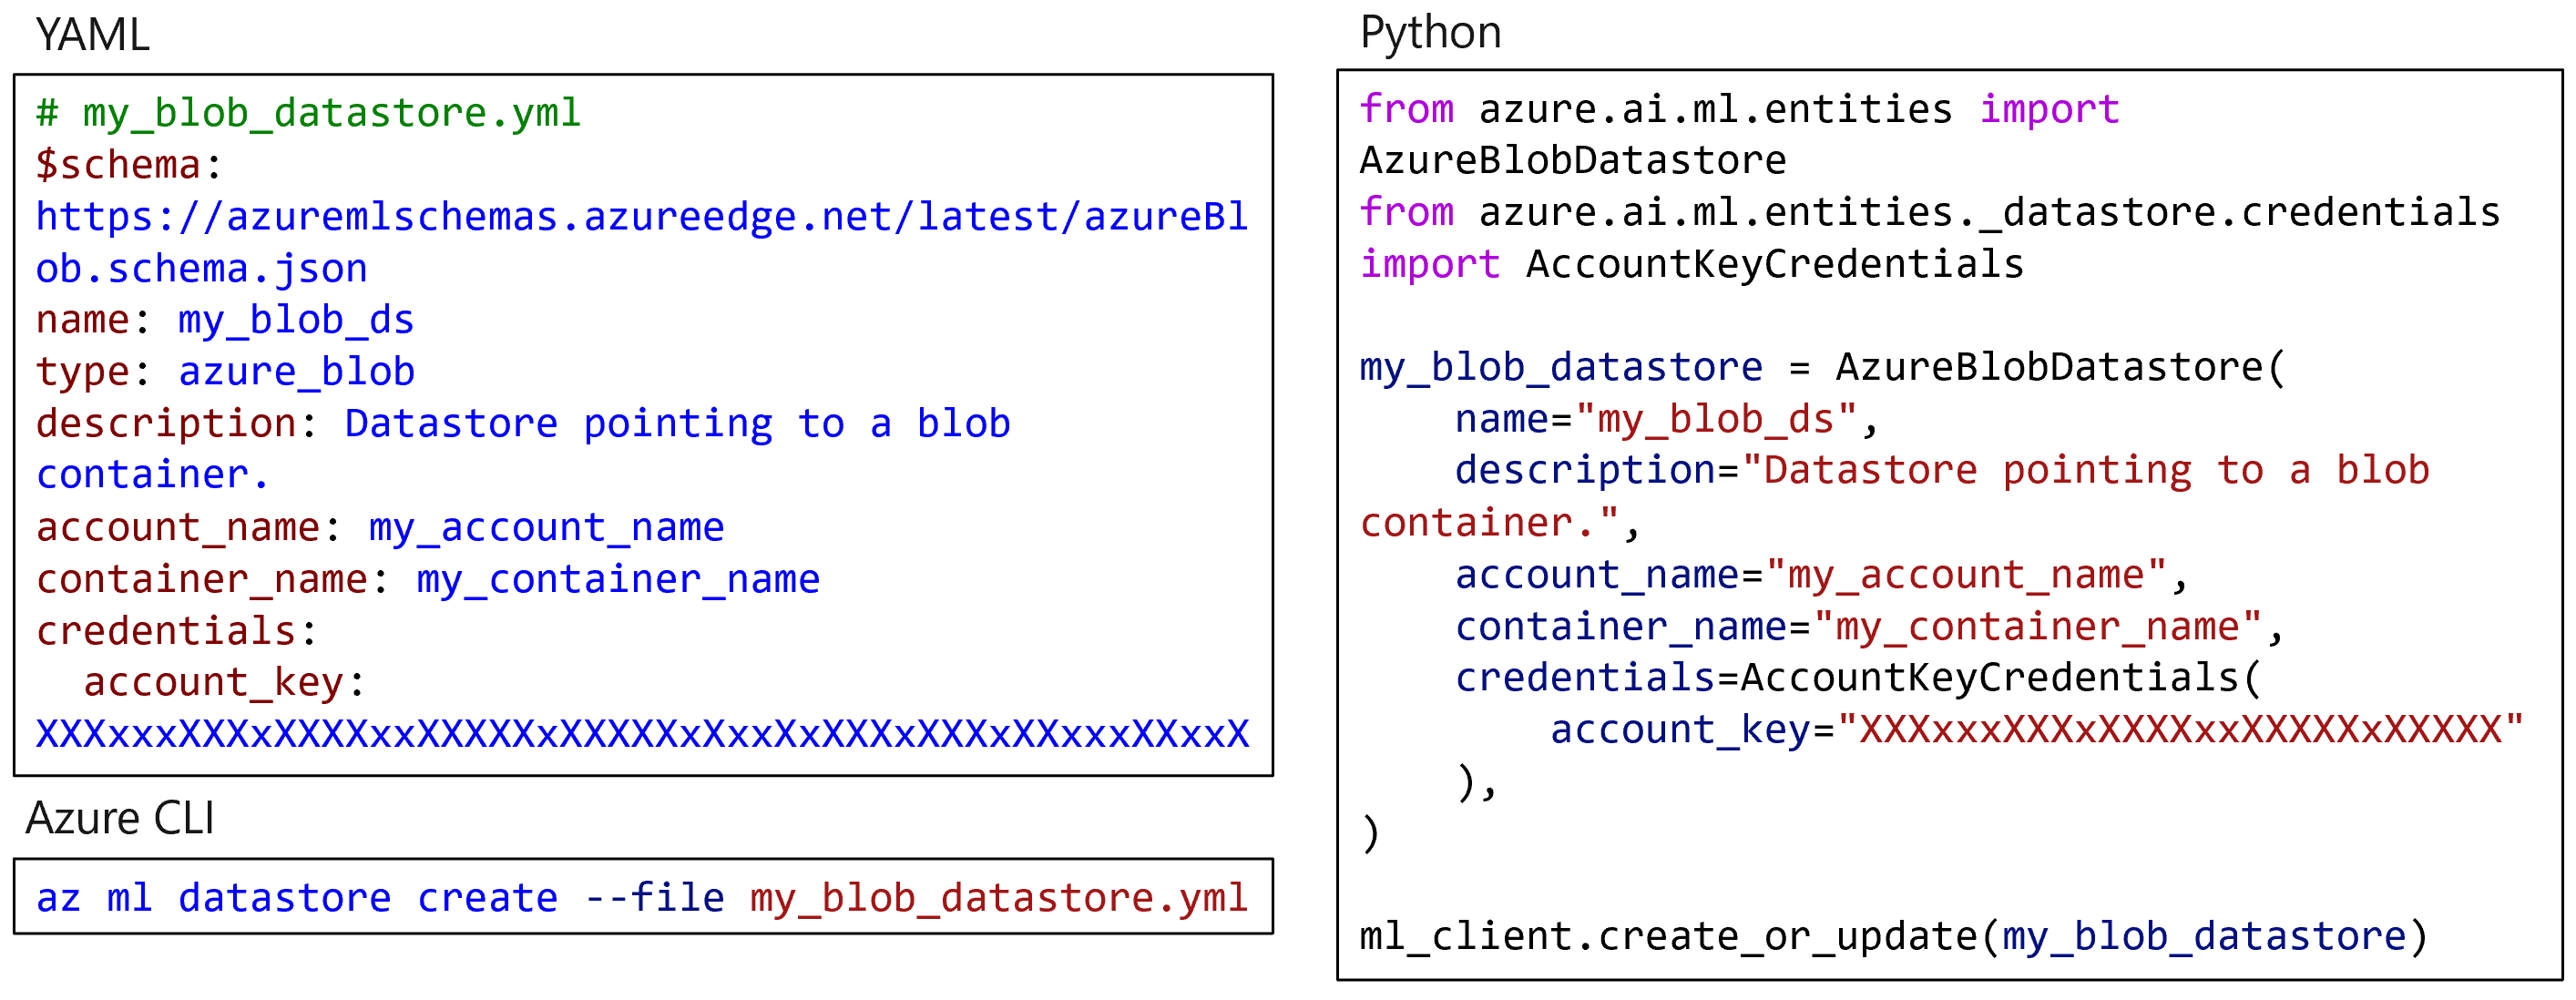 YAML
# my_blob_datastore.yml
$schema:
https://azuremlschemas.azureedge.net/latest/azureBl
ob.schema.json
name: my_blob_ds
type: azure_blob
description: Datastore pointing to a blob
container.
account_name: my_account_name
container_name: my_container_name
credentials:
  account_key:
XXXxxxXXXxXXXXxxXXXXXxXXXXXxXxxXxXXXxXXXxXXxxxXXxxX
Azure CLI
az ml datastore create --file my_blob_datastore.yml
Python
from azure.ai.ml.entities import
AzureBlobDatastore
from azure.ai.ml.entities._datastore.credentials
import AccountKeyCredentials
my_blob_datastore = AzureBlobDatastore(
    name="my_blob_ds",
    description="Datastore pointing to a blob
container.",
    account_name="my_account_name",
    container_name="my_container_name",
    credentials=AccountKeyCredentials(
        account_key="XXXxxxXXXxXXXXxxXXXXXxXXXXX"
    ),
)
ml_client.create_or_update(my_blob_datastore)